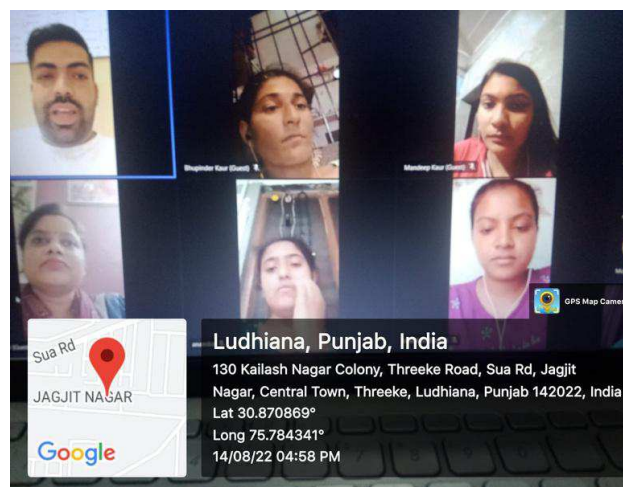 Bhupinder Kaur (Guest)
Mandeep Kaur (Guest)
GPS Map Camer
Sua Rd
JAGJIT NAGAR
Google
Ludhiana, Punjab, India
130 Kailash Nagar Colony, Threeke Road, Sua Rd, Jagjit
Nagar, Central Town, Threeke, Ludhiana, Punjab 142022, India
Lat 30.870869°
Long 75.784341°
14/08/22 04:58 PM